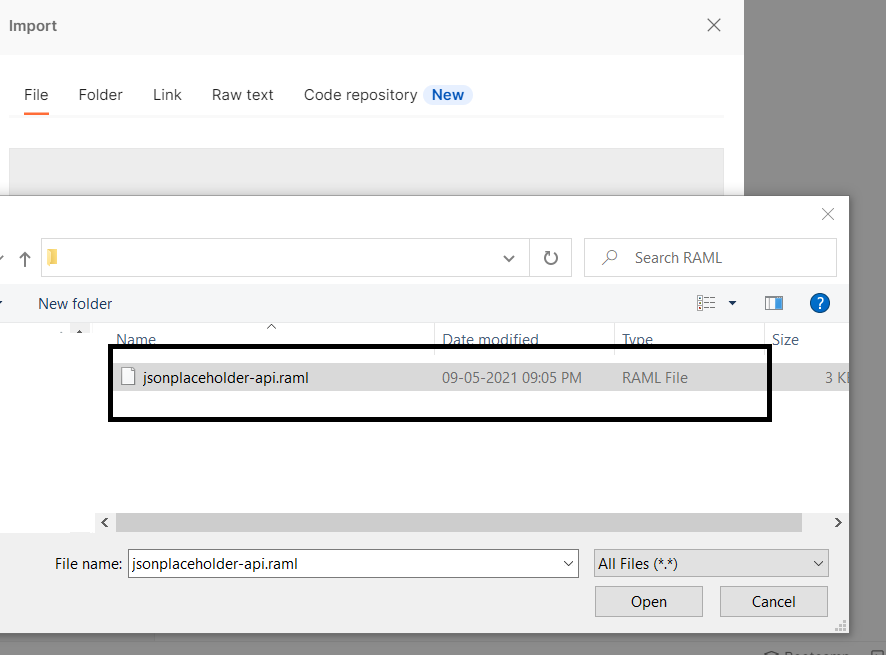 Import
File Folder Link Raw text Code repository New
Search RAML
New folder
Name Date modified Type Size
jsonplaceholder-api.raml 09-05-2021 09:05 PM RAML File 3
File name: jsonplaceholder-api.raml All Files (*.*)
Open Cancel